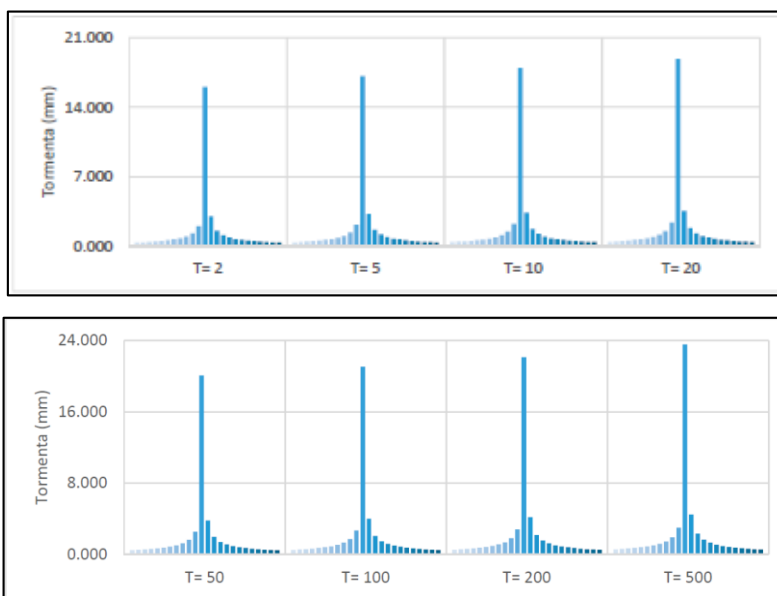 21.000
14.000
7.000
0.000
Tormenta (mm)
T= 2
T= 5
T= 10
T= 20
24.000
16.000
8.000
0.000
Tormenta (mm)
T= 50
T= 100
T= 200
T= 500